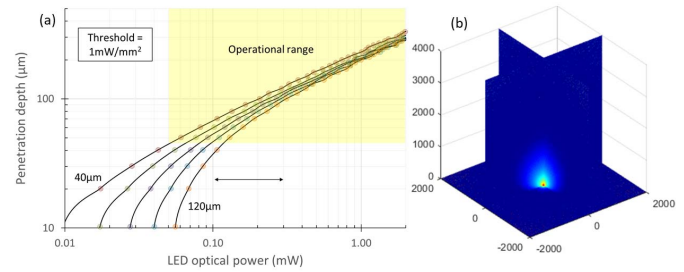 (a)
Threshold =
1mW/mm²
Operational range
Penetration depth (µm)
100
10
40µm
120µm
0.01
0.10
1.00
LED optical power (mW)
(b)
4000
3000
2000
1000
0
2000
0
-2000
-2000
0
2000